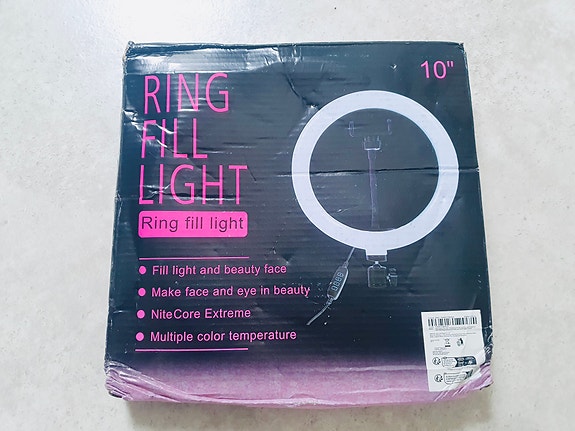 10"
RING
FILL
LIGHT
Ring fill light
Fill light and beauty face
Make face and eye in beauty
NiteCore Extreme
Multiple color temperature